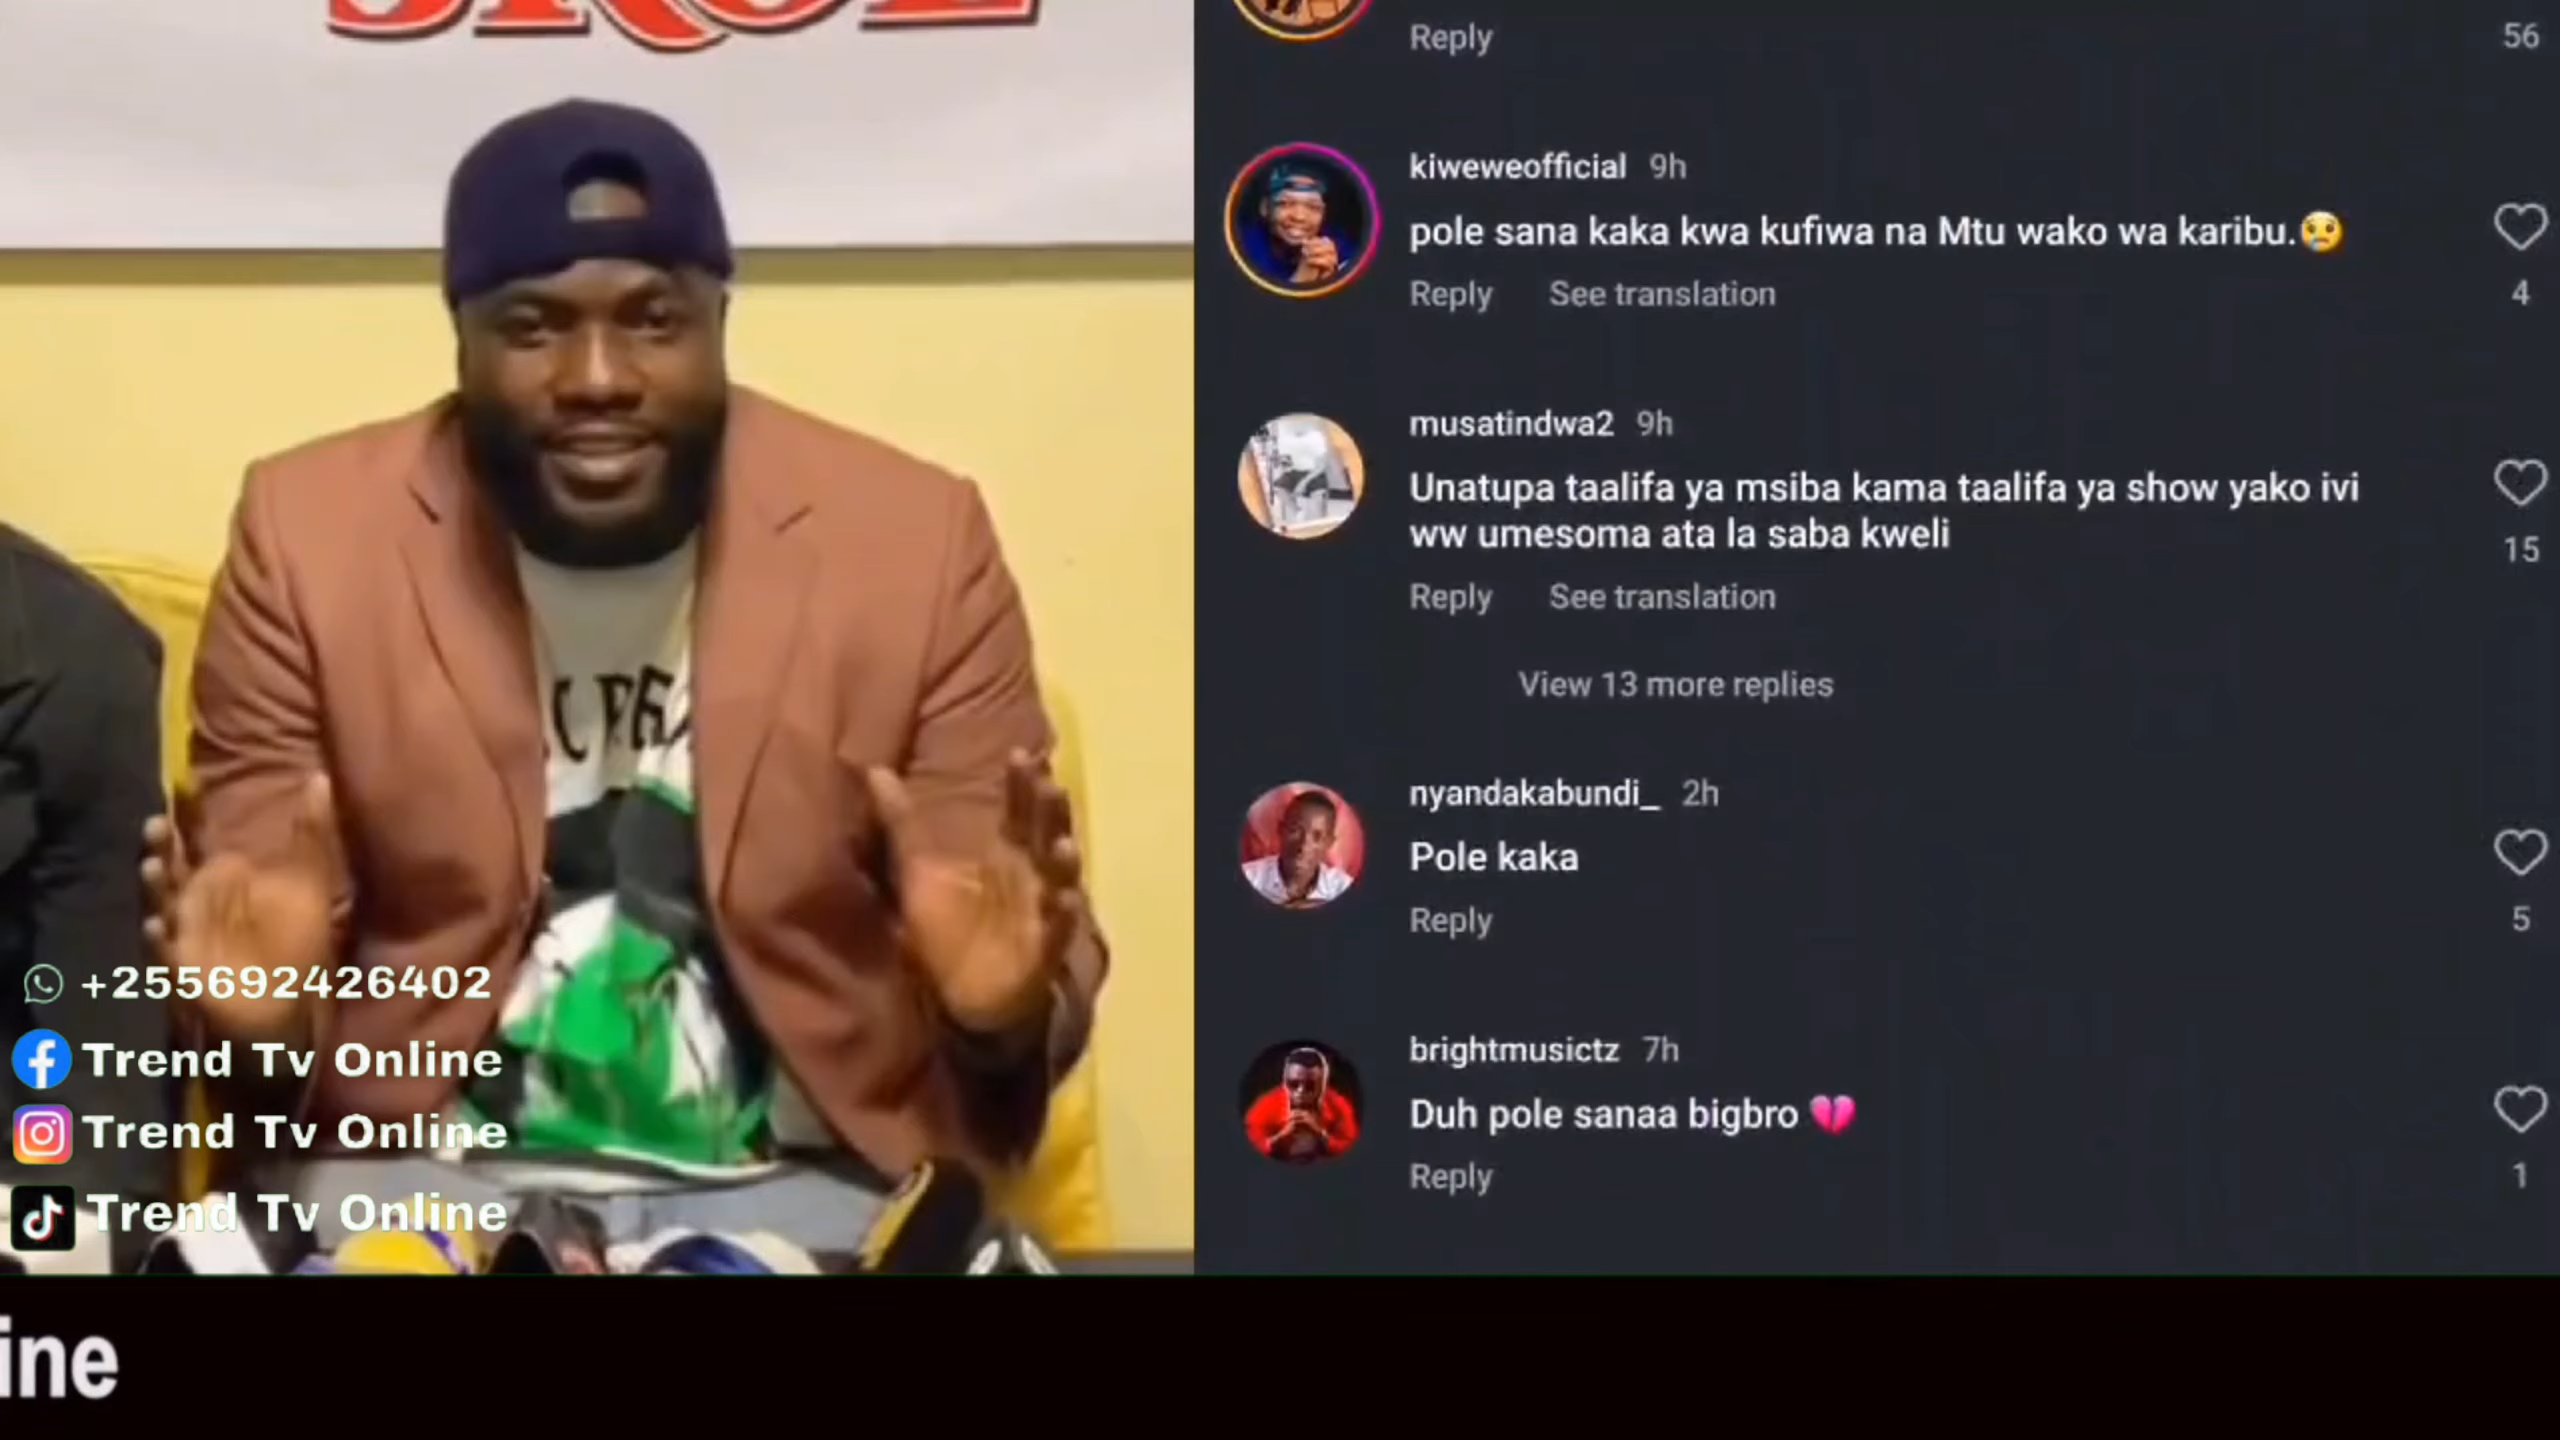 Reply
56
kiweweofficial 9h
pole sana kaka kwa kufiwa na Mtu wako wa karibu.😢
Reply See translation
4
musatindwa2 9h
Unatupa taalifa ya msiba kama taalifa ya show yako ivi
ww umesoma ata la saba kweli
Reply See translation
15
View 13 more replies
nyandakabundi_ 2h
Pole kaka
Reply
5
brightmusictz 7h
Duh pole sanaa bigbro 💔
Reply
1
+255692426402
Trend Tv Online
Trend Tv Online
Trend Tv Online
ine